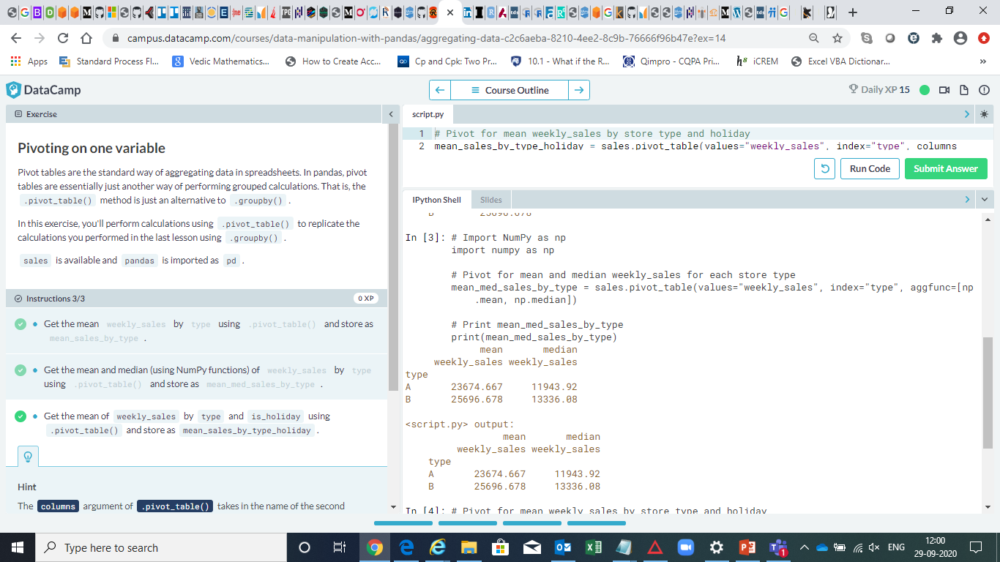 campus.datacamp.com/courses/data-manipulation-with-pandas/aggregating-data-c2c6aeba-8210-4ee2-8c9b-76666f96b47e?ex=14
Apps Standard Process Fl... Vedic Mathematics... How to Create Acc... Cp and Cpk: Two Pr... 10.1 - What if the R... Qimpro - CQPA Pri... iCREM Excel VBA Dictionar... »
DataCamp
Course Outline
Daily XP 15
Exercise
Pivoting on one variable
Pivot tables are the standard way of aggregating data in spreadsheets. In pandas, pivot
tables are essentially just another way of performing grouped calculations. That is, the
.pivot_table() method is just an alternative to .groupby() .
In this exercise, you'll perform calculations using .pivot_table() to replicate the
calculations you performed in the last lesson using .groupby() .
sales is available and pandas is imported as pd .
Instructions 3/3
0 XP
Get the mean weekly_sales by type using .pivot_table() and store as
mean_sales_by_type .
Get the mean and median (using NumPy functions) of weekly_sales by type
using .pivot_table() and store as mean_med_sales_by_type .
Get the mean of weekly_sales by type and is_holiday using
.pivot_table() and store as mean_sales_by_type_holiday .
Hint
The columns argument of .pivot_table() takes in the name of the second
script.py
1 # Pivot for mean weekly_sales by store type and holiday
2 mean_sales_by_type_holiday = sales.pivot_table(values="weekly_sales", index="type", columns
Run Code
Submit Answer
IPython Shell
Slides
B 25696.678
In [3]: # Import NumPy as np
import numpy as np
# Pivot for mean and median weekly_sales for each store type
mean_med_sales_by_type = sales.pivot_table(values="weekly_sales", index="type", aggfunc=[np
.mean, np.median])
# Print mean_med_sales_by_type
print(mean_med_sales_by_type)
mean median
weekly_sales weekly_sales
type
A 23674.667 11943.92
B 25696.678 13336.08
<script.py> output:
mean median
weekly_sales weekly_sales
type
A 23674.667 11943.92
B 25696.678 13336.08
In [4]: # Pivot for mean weekly_sales by store type and holiday
Type here to search
ENG
12:00
29-09-2020